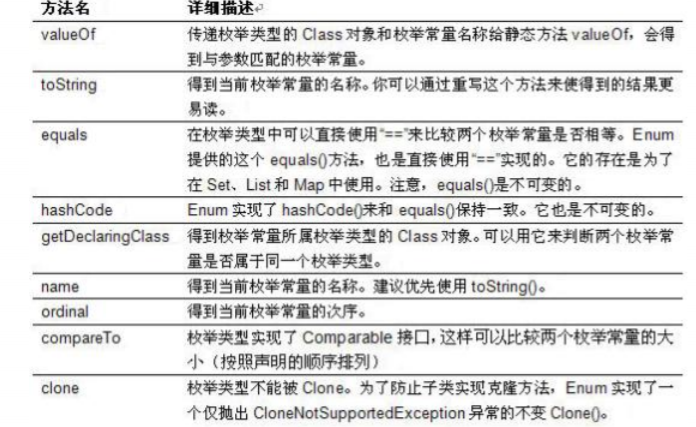 方法名 详细描述
valueOf 传递枚举类型的 Class 对象和枚举常量名称给静态方法 valueOf，会得
到与参数匹配的枚举常量。
toString 得到当前枚举常量的名称。你可以通过重写这个方法来使得到的结果更
易读。
equals 在枚举类型中可以直接使用“==”来比较两个枚举常量是否相等。Enum
提供的这个 equals()方法，也是直接使用“==”实现的。它的存在是为了
在 Set、List 和 Map 中使用。注意，equals()是不可变的。
hashCode Enum 实现了 hashCode()来和 equals()保持一致。它也是不可变的。
getDeclaringClass 得到枚举常量所属枚举类型的 Class 对象。可以用它来判断两个枚举常
量是否属于同一个枚举类型。
name 得到当前枚举常量的名称。建议优先使用 toString()。
ordinal 得到当前枚举常量的次序。
compareTo 枚举类型实现了 Comparable 接口，这样可以比较两个枚举常量的大
小（按照声明的顺序排列）
clone 枚举类型不能被 Clone。为了防止子类实现克隆方法，Enum 实现了一
个仅抛出 CloneNotSupportedException 异常的不变 Clone()。